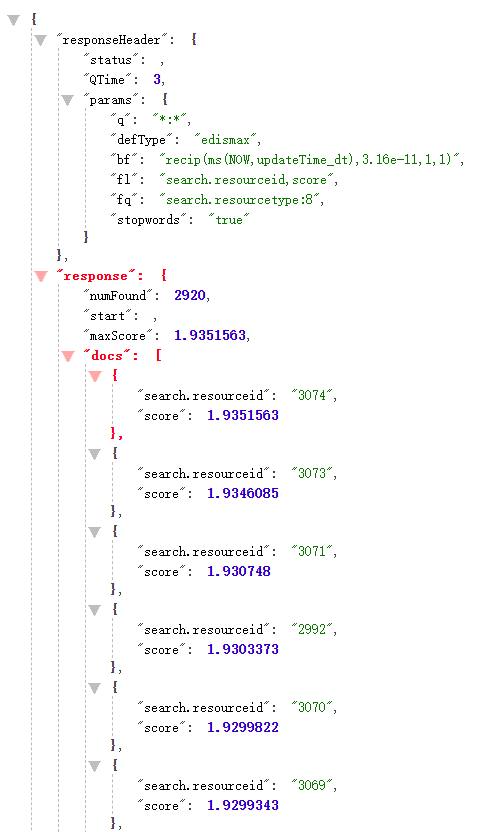 {
"responseHeader": {
"status": ,
"QTime": 3,
"params": {
"q": "*:*",
"defType": "edismax",
"bf": "recip(ms(NOW,updateTime_dt),3.16e-11,1,1)",
"fl": "search.resourceid,score",
"fq": "search.resourcetype:8",
"stopwords": "true"
}
},
"response": {
"numFound": 2920,
"start": ,
"maxScore": 1.9351563,
"docs": [
{
"search.resourceid": "3074",
"score": 1.9351563
},
{
"search.resourceid": "3073",
"score": 1.9346085
},
{
"search.resourceid": "3071",
"score": 1.930748
},
{
"search.resourceid": "2992",
"score": 1.9303373
},
{
"search.resourceid": "3070",
"score": 1.9299822
},
{
"search.resourceid": "3069",
"score": 1.9299343
},